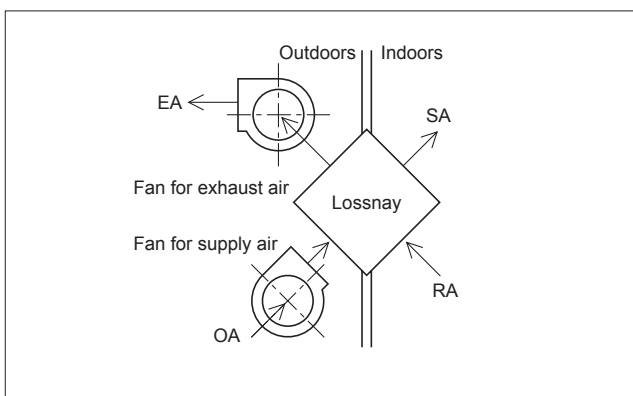 Outdoors Indoors
EA
SA
Fan for exhaust air
Lossnay
Fan for supply air
RA
OA